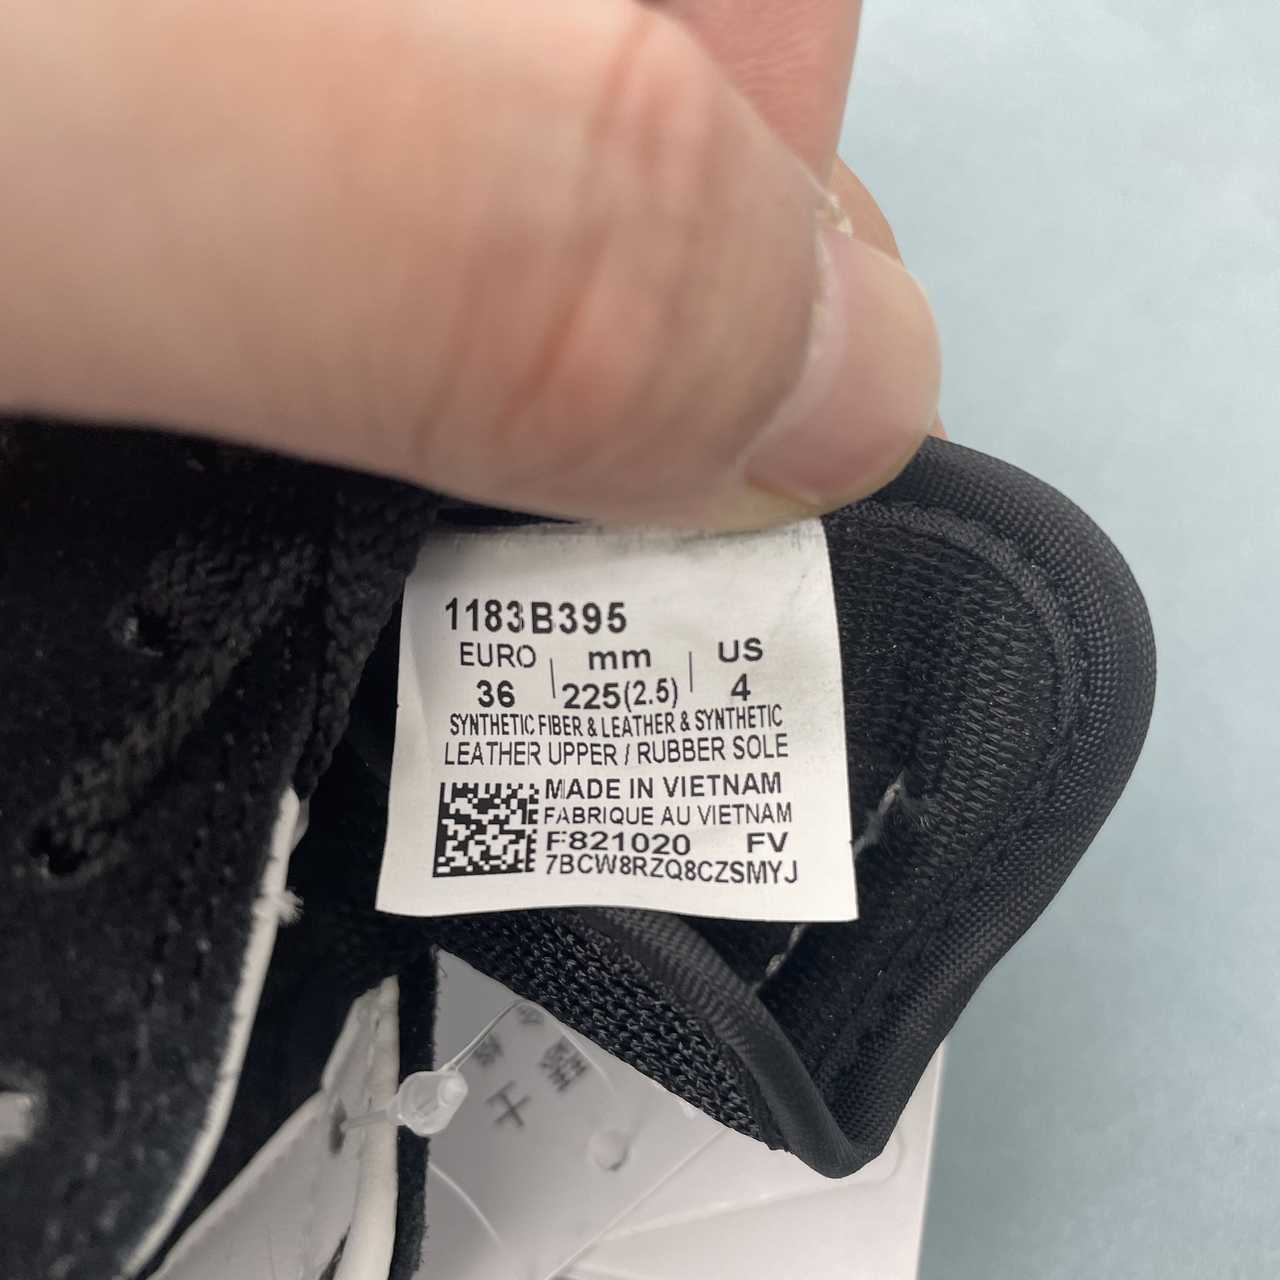 1183B395
EURO | mm | US
36 | 225(2.5) | 4
SYNTHETIC FIBER & LEATHER & SYNTHETIC
LEATHER UPPER / RUBBER SOLE
MADE IN VIETNAM
FABRIQUE AU VIETNAM
F821020 FV
7BCW8RZQ8CZSMYJ